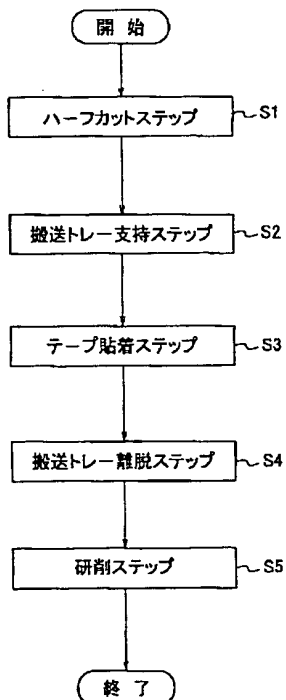 開始
ハーフカットステップ S1
搬送トレー支持ステップ S2
テープ貼着ステップ S3
搬送トレー離脱ステップ S4
研削ステップ S5
終了